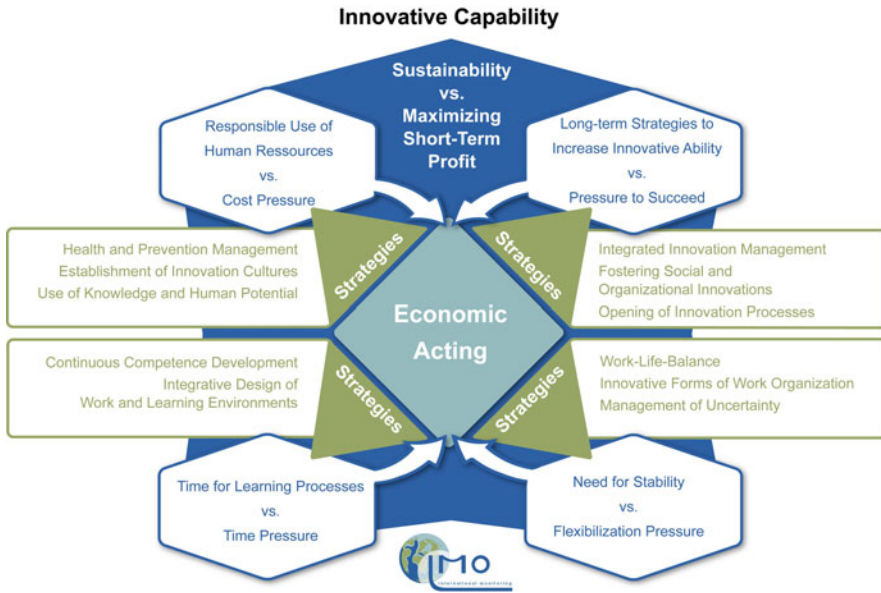 Innovative Capability
Sustainability
vs.
Maximizing
Short-Term
Profit
Responsible Use of
Human Ressources
vs.
Cost Pressure
Long-term Strategies to
Increase Innovative Ability
vs.
Pressure to Succeed
Health and Prevention Management
Establishment of Innovation Cultures
Use of Knowledge and Human Potential
Strategies
Strategies
Integrated Innovation Management
Fostering Social and
Organizational Innovations
Opening of Innovation Processes
Economic
Acting
Continuous Competence Development
Integrative Design of
Work and Learning Environments
Strategies
Strategies
Work-Life-Balance
Innovative Forms of Work Organization
Management of Uncertainty
Time for Learning Processes
vs.
Time Pressure
Need for Stability
vs.
Flexibilization Pressure
IMO
international monitoring